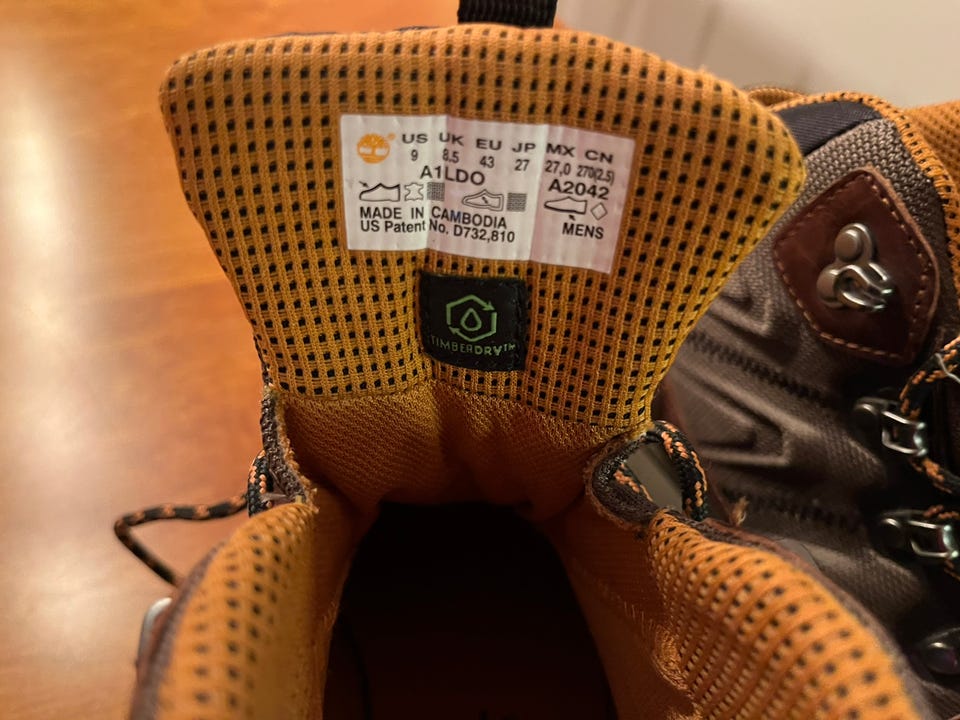 US UK EU JP MX CN
9 8.5 43 27 27,0 270(2.5)
A1LDO A2042
MADE IN CAMBODIA
US Patent No. D732,810 MENS
TIMBERDRY™